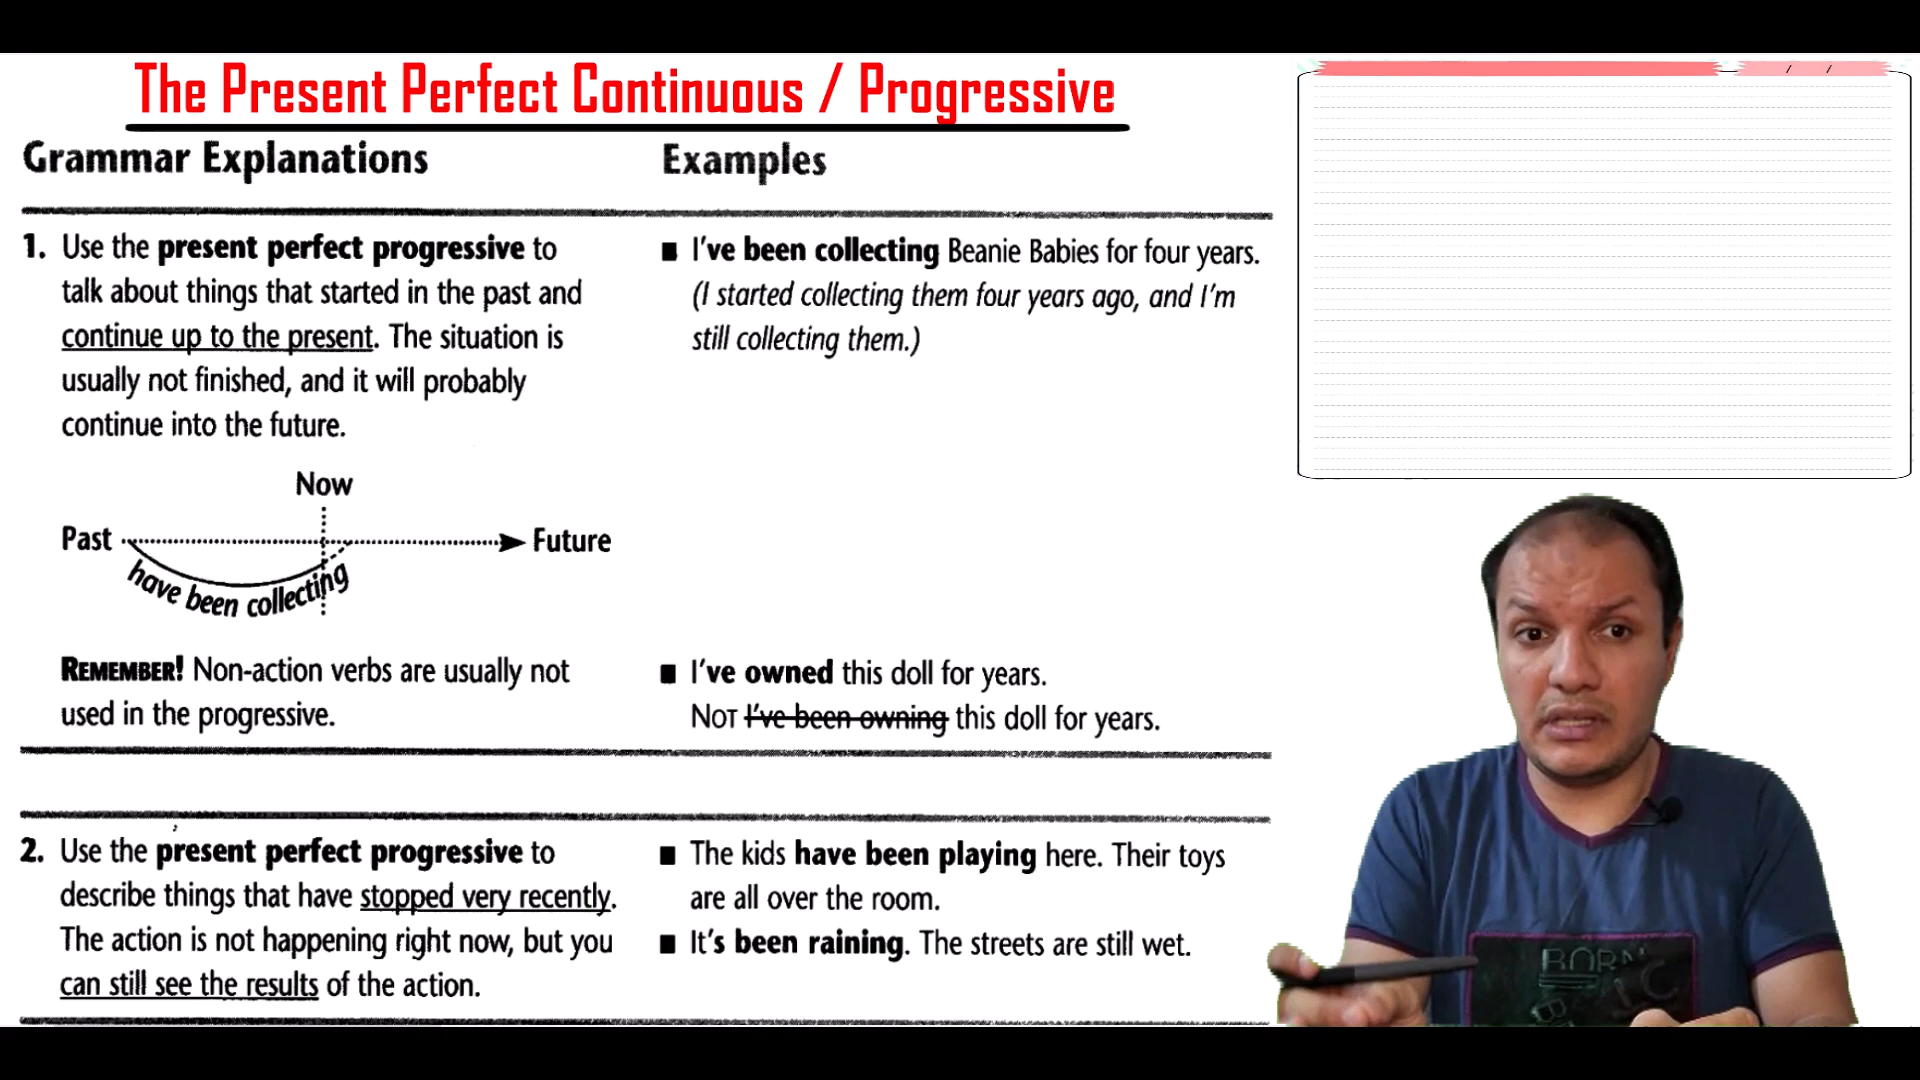 The Present Perfect Continuous / Progressive
Grammar Explanations
Examples
1. Use the present perfect progressive to
talk about things that started in the past and
continue up to the present. The situation is
usually not finished, and it will probably
continue into the future.
■ I've been collecting Beanie Babies for four years.
(I started collecting them four years ago, and I'm
still collecting them.)
Now
Past
Future
have been collecting
REMEMBER! Non-action verbs are usually not
used in the progressive.
■ I've owned this doll for years.
NOT I've been owning this doll for years.
2. Use the present perfect progressive to
describe things that have stopped very recently.
The action is not happening right now, but you
can still see the results of the action.
■ The kids have been playing here. Their toys
are all over the room.
■ It's been raining. The streets are still wet.
/ /
BORN